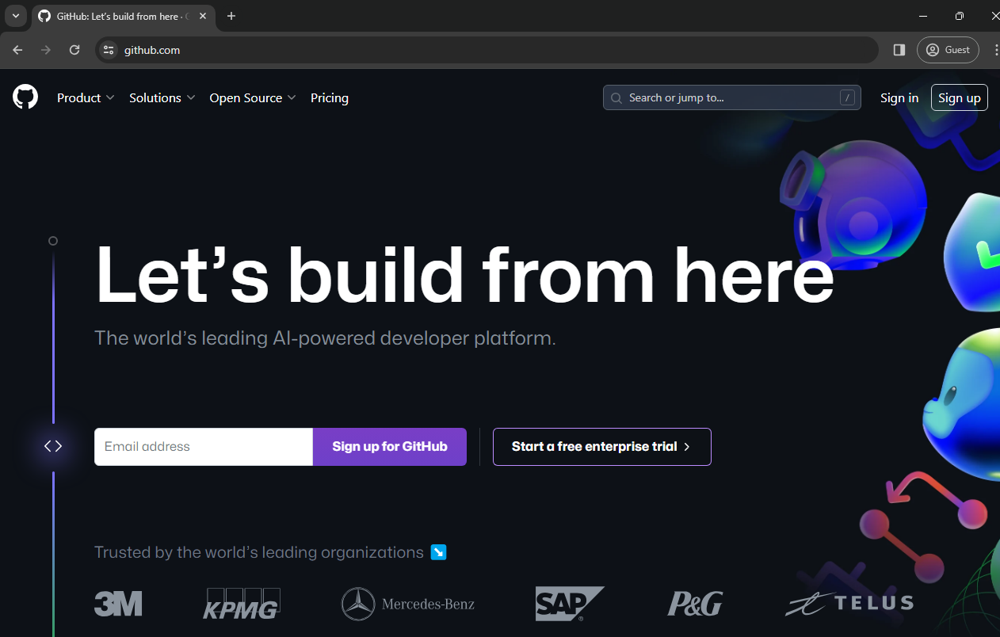 GitHub: Let's build from here ·
github.com
Guest
Product
Solutions
Open Source
Pricing
Search or jump to...
/
Sign in
Sign up
Let's build from here
The world's leading AI-powered developer platform.
Email address
Sign up for GitHub
Start a free enterprise trial
Trusted by the world's leading organizations
3M
KPMG
Mercedes-Benz
SAP
®
P&G
TELUS